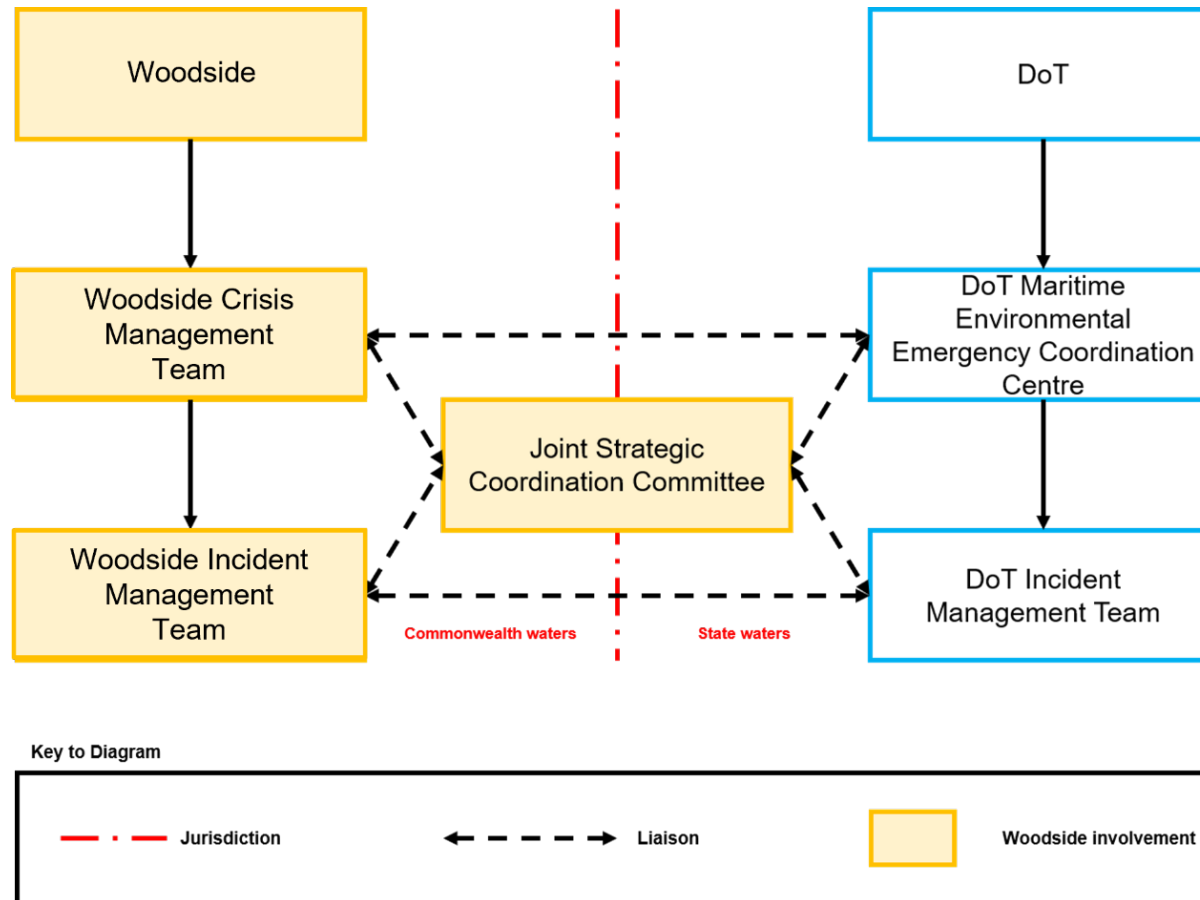 Woodside
DoT
Woodside Crisis
Management
Team
DoT Maritime
Environmental
Emergency Coordination
Centre
Joint Strategic
Coordination Committee
Woodside Incident
Management
Team
DoT Incident
Management Team
Commonwealth waters
State waters
Key to Diagram
Jurisdiction
Liaison
Woodside involvement